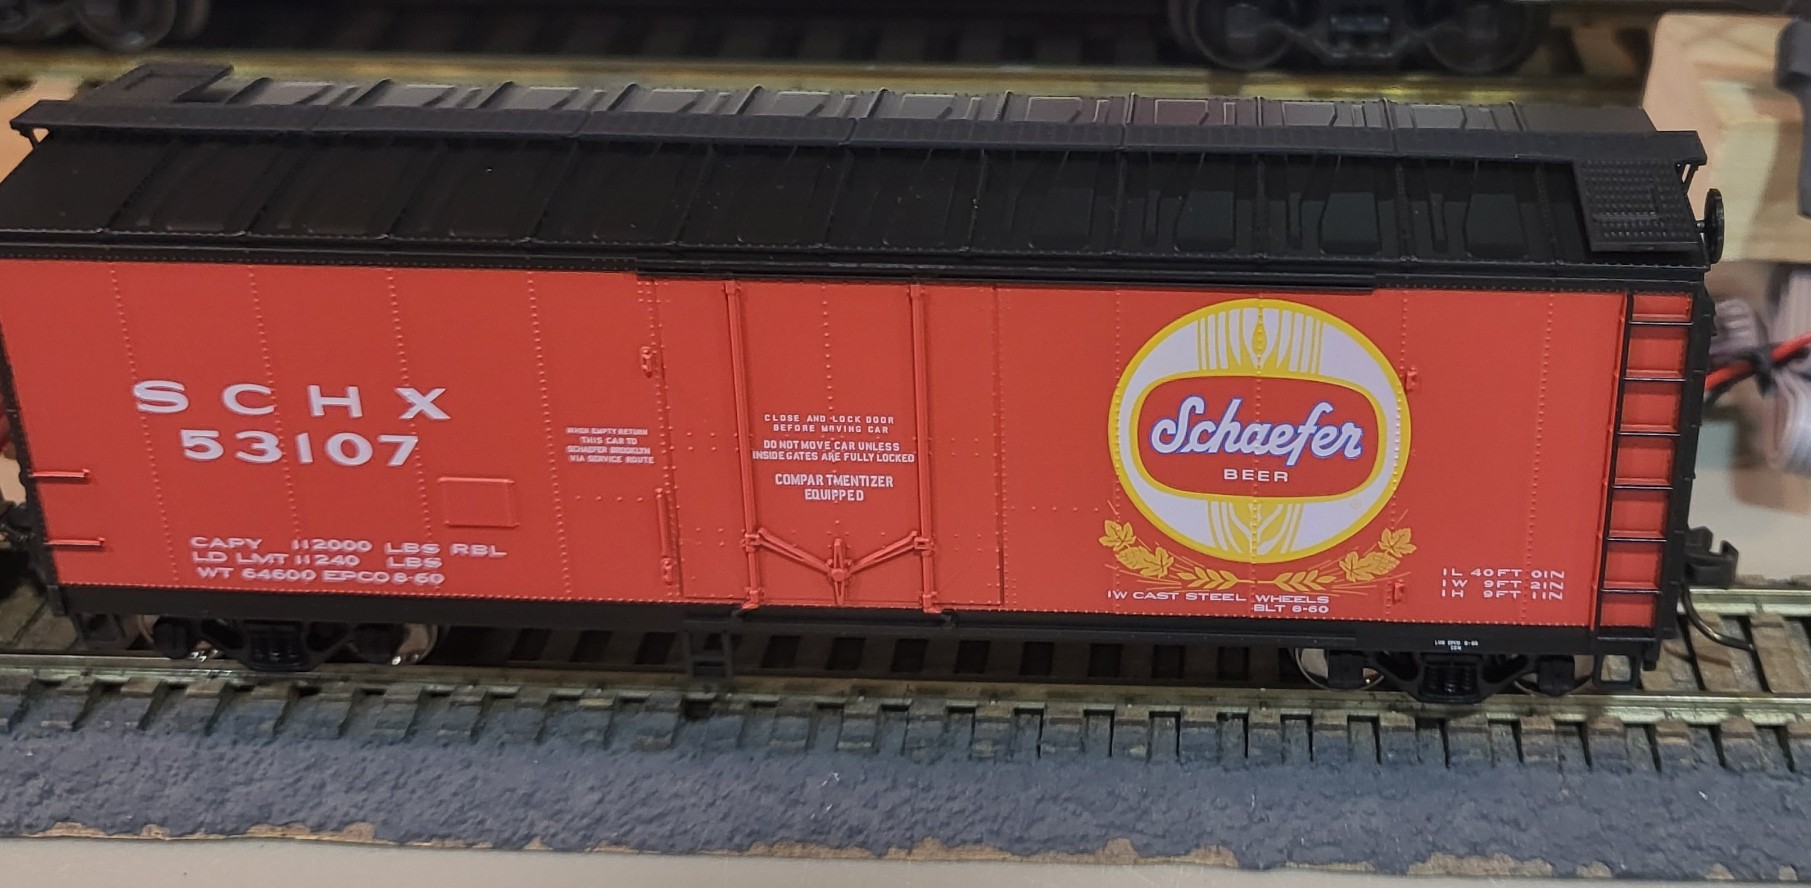 SCHX
53107
CAPY 112000 LBS RBL
LD LMT 11240 LBS
WT 64600 EPCO 8-60
WHEN EMPTY RETURN
THIS CAR TO
SCHAEFER BROOKLYN
VIA SERVICE ROUTE
CLOSE AND LOCK DOOR
BEFORE MOVING CAR
DO NOT MOVE CAR UNLESS
INSIDE GATES ARE FULLY LOCKED
COMPARTMENTIZER
EQUIPPED
Schaefer
BEER
1W CAST STEEL WHEELS
BLT 8-60
IL 40FT 0IN
IW 9FT 2IN
IH 9FT 1IN